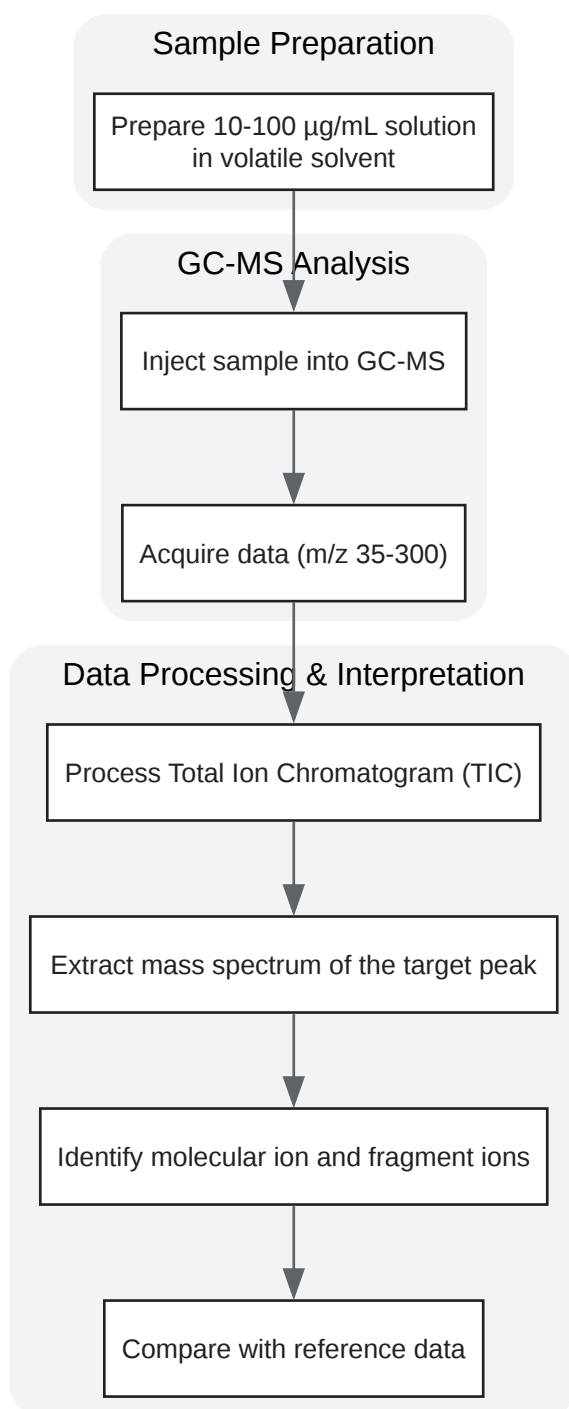 Sample Preparation
Prepare 10-100 µg/mL solution
in volatile solvent
GC-MS Analysis
Inject sample into GC-MS
Acquire data (m/z 35-300)
Data Processing & Interpretation
Process Total Ion Chromatogram (TIC)
Extract mass spectrum of the target peak
Identify molecular ion and fragment ions
Compare with reference data